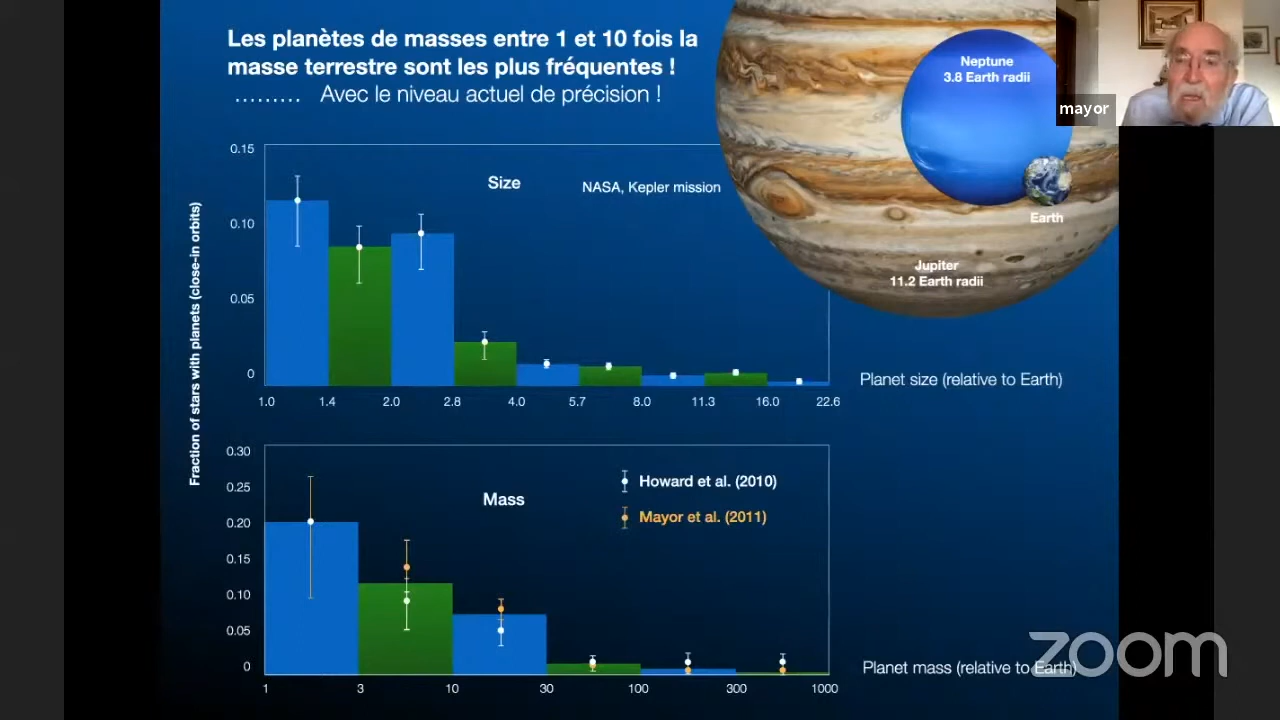 Les planètes de masses entre 1 et 10 fois la
masse terrestre sont les plus fréquentes !
......... Avec le niveau actuel de précision !
mayor
Neptune
3.8 Earth radii
Earth
Jupiter
11.2 Earth radii
Fraction of stars with planets (close-in orbits)
Size
NASA, Kepler mission
0.15
0.10
0.05
0
1.0 1.4 2.0 2.8 4.0 5.7 8.0 11.3 16.0 22.6
Planet size (relative to Earth)
Mass
Howard et al. (2010)
Mayor et al. (2011)
0.30
0.25
0.20
0.15
0.10
0.05
0
1 3 10 30 100 300 1000
Planet mass (relative to Earth)
zoom